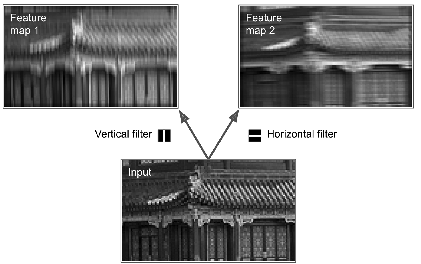 Feature
map 1
Feature
map 2
Vertical filter
Horizontal filter
Input